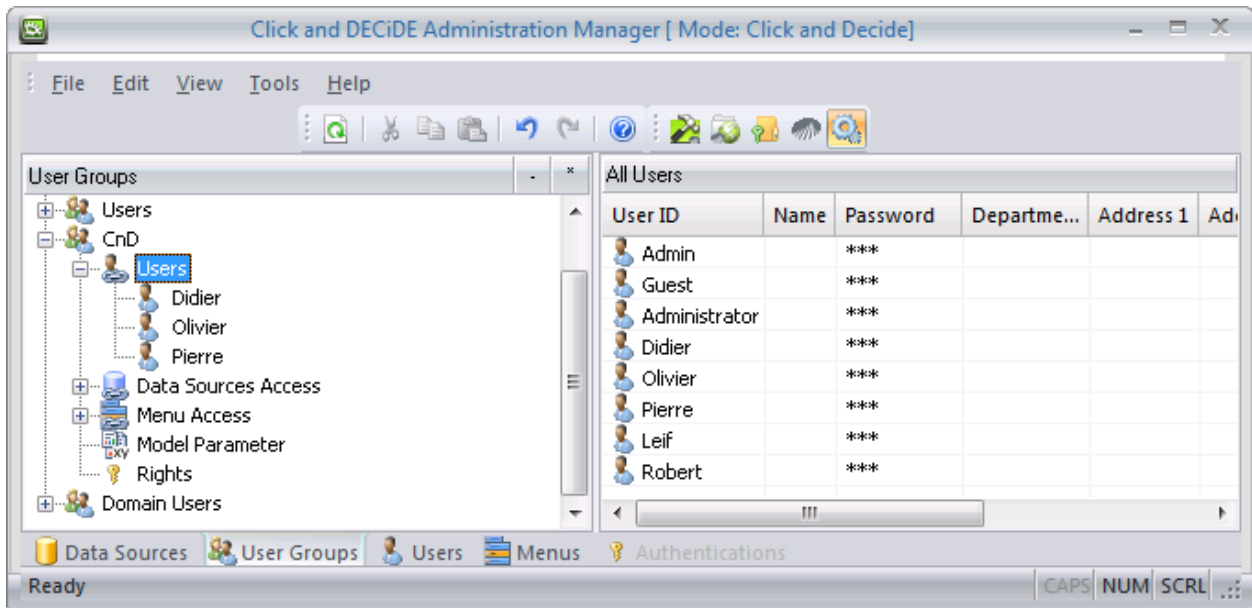 Click and DECiDE Administration Manager [ Mode: Click and Decide]
File Edit View Tools Help
User Groups
Users
CnD
Users
Didier
Olivier
Pierre
Data Sources Access
Menu Access
Model Parameter
Rights
Domain Users
All Users
User ID Name Password Departme... Address 1 Ad
Admin ***
Guest ***
Administrator ***
Didier ***
Olivier ***
Pierre ***
Leif ***
Robert ***
Data Sources User Groups Users Menus Authentications
Ready CAPS NUM SCRL